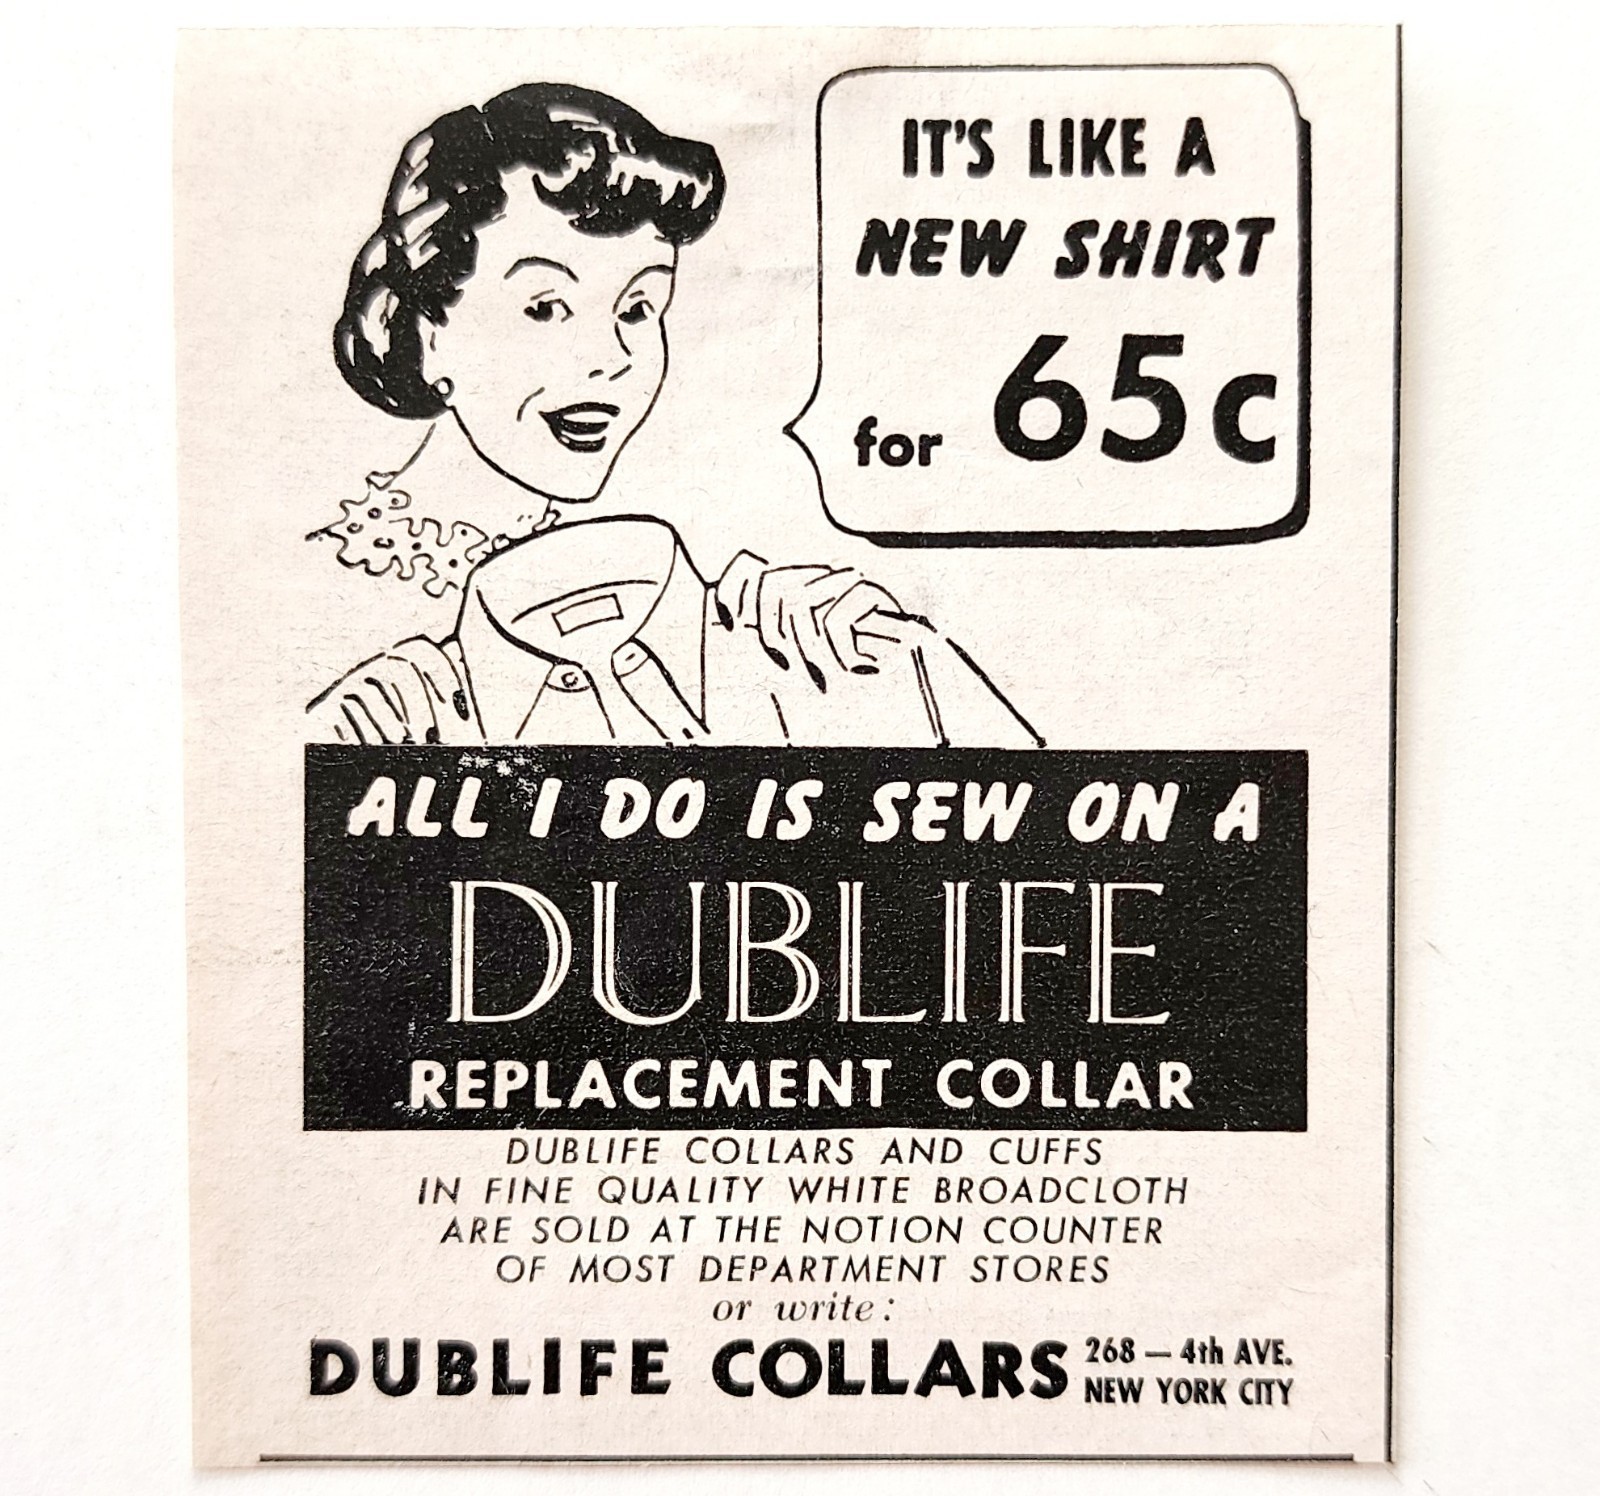 IT'S LIKE A
NEW SHIRT
for 65c
ALL I DO IS SEW ON A
DUBLIFE
REPLACEMENT COLLAR
DUBLIFE COLLARS AND CUFFS
IN FINE QUALITY WHITE BROADCLOTH
ARE SOLD AT THE NOTION COUNTER
OF MOST DEPARTMENT STORES
or write:
DUBLIFE COLLARS 268 — 4th AVE.
NEW YORK CITY